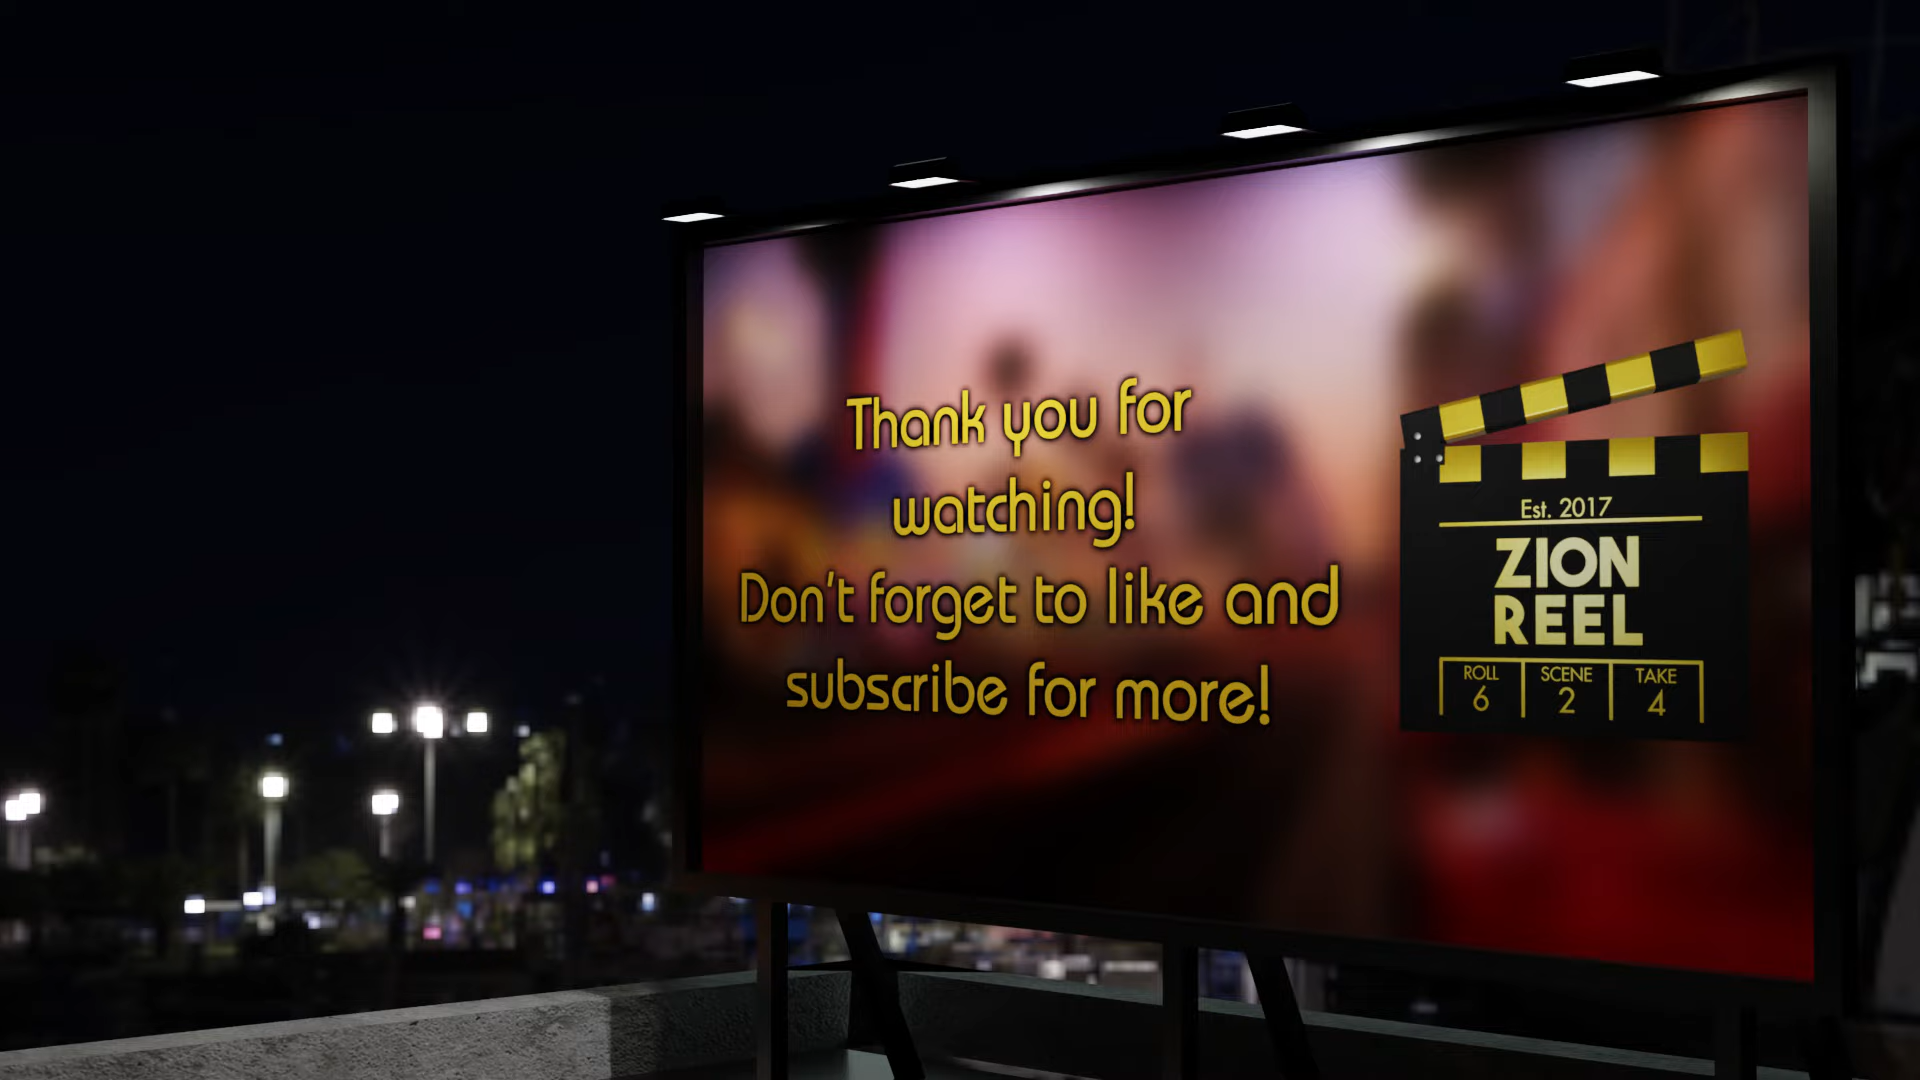 Thank you for
watching!
Don't forget to like and
subscribe for more!
Est. 2017
ZION
REEL
ROLL SCENE TAKE
6 2 4